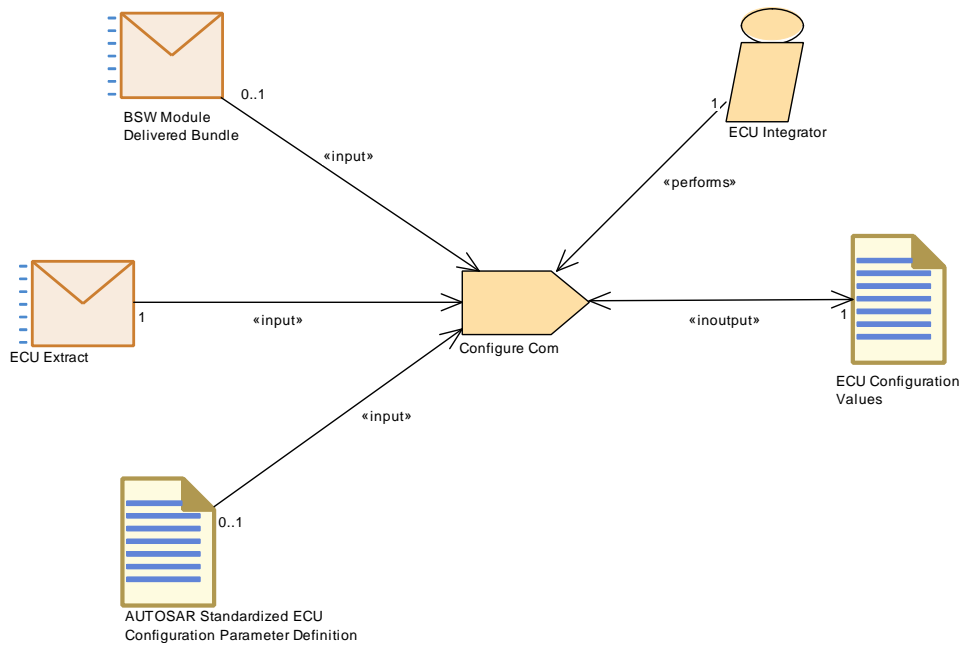 0..1
BSW Module
Delivered Bundle
1
ECU Integrator
«input»
«performs»
1
ECU Extract
«input»
Configure Com
«inoutput»
1
ECU Configuration
Values
«input»
0..1
AUTOSAR Standardized ECU
Configuration Parameter Definition